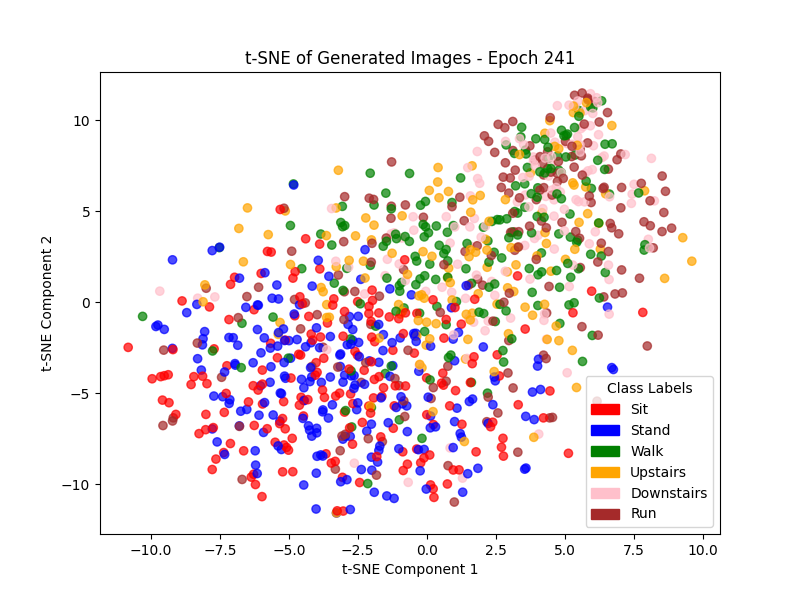 t-SNE of Generated Images - Epoch 241
10
5
0
−5
−10
t-SNE Component 2
−10.0 −7.5 −5.0 −2.5 0.0 2.5 5.0 7.5 10.0
t-SNE Component 1
Class Labels
Sit
Stand
Walk
Upstairs
Downstairs
Run